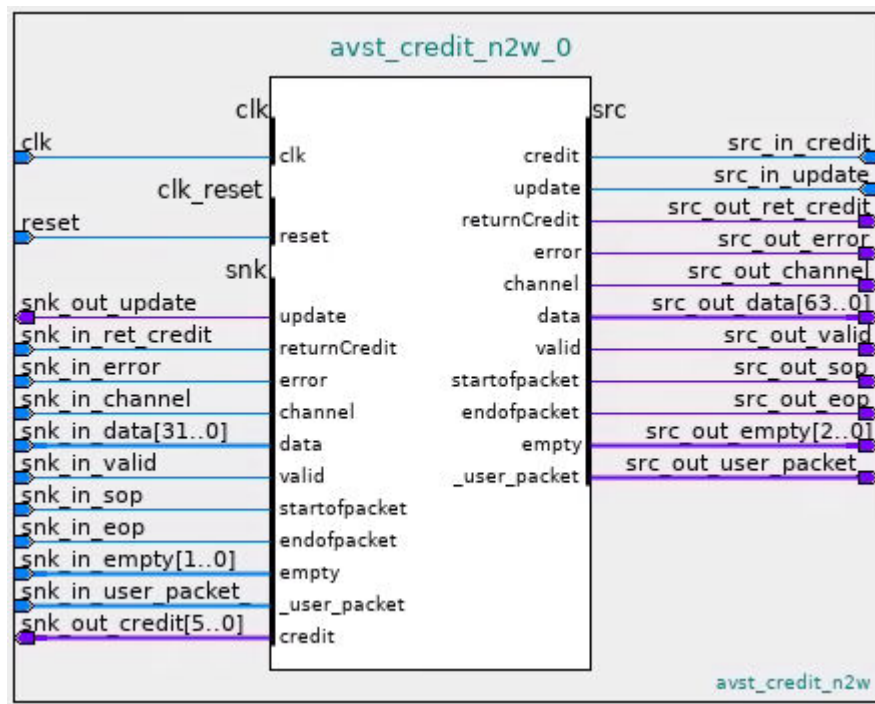 avst_credit_n2w_0
clk
src
clk
clk
credit
src_in_credit
clk_reset
update
src_in_update
reset
reset
returnCredit
src_out_ret_credit
error
src_out_error
snk
channel
src_out_channel
snk_out_update
update
data
src_out_data[63..0]
snk_in_ret_credit
returnCredit
valid
src_out_valid
snk_in_error
error
startofpacket
src_out_sop
snk_in_channel
channel
endofpacket
src_out_eop
snk_in_data[31..0]
data
empty
src_out_empty[2..0]
snk_in_valid
valid
_user_packet
src_out_user_packet_
snk_in_sop
startofpacket
snk_in_eop
endofpacket
snk_in_empty[1..0]
empty
snk_in_user_packet_
_user_packet
snk_out_credit[5..0]
credit
avst_credit_n2w